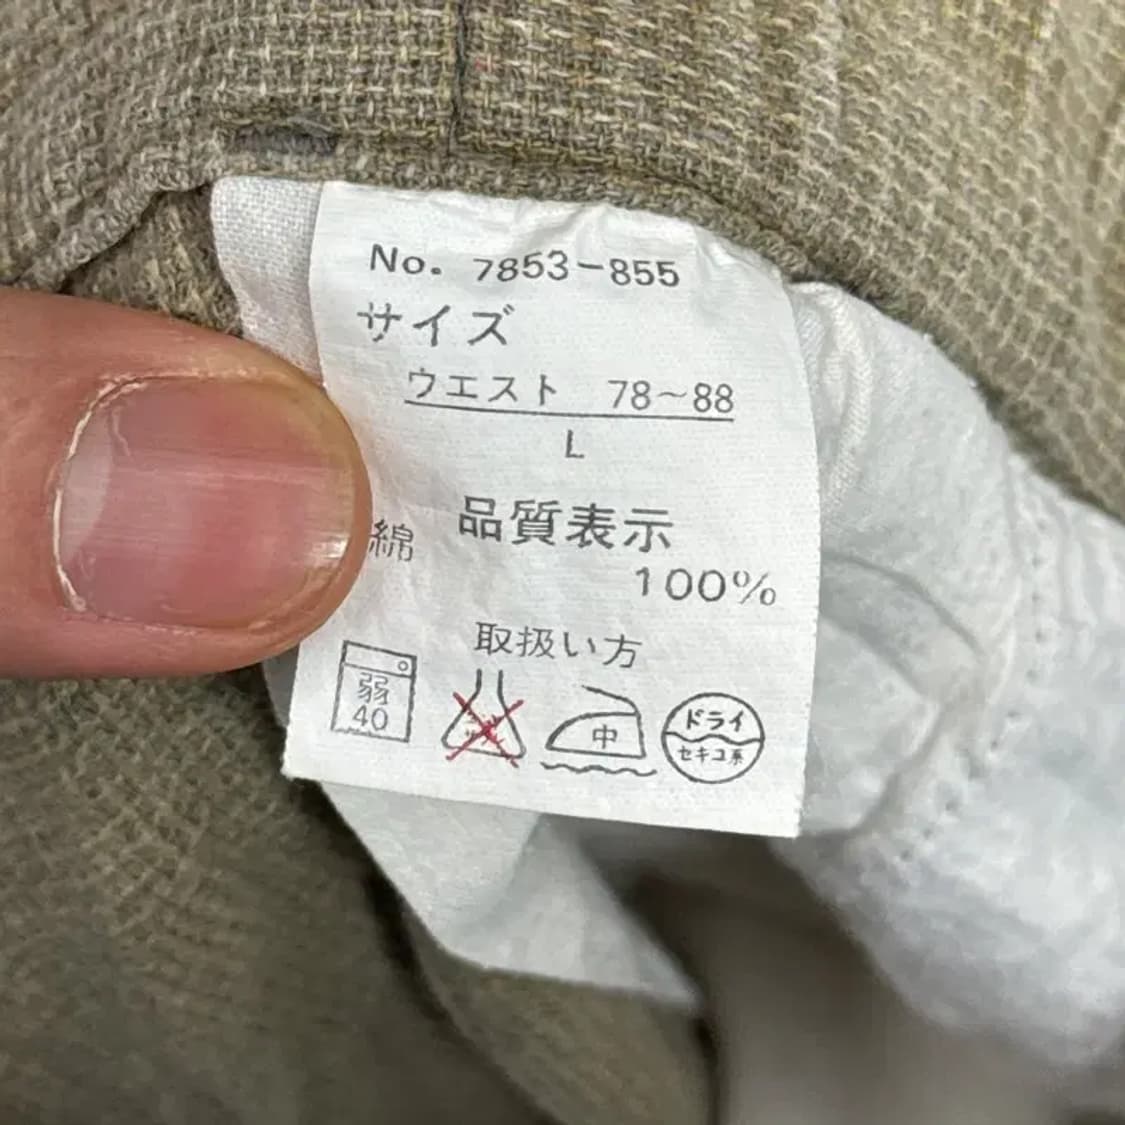 No. 7853-855
サイズ
ウエスト 78～88
L
品質表示
綿 100%
取扱い方
弱 40
中
ドライ
セキユ系